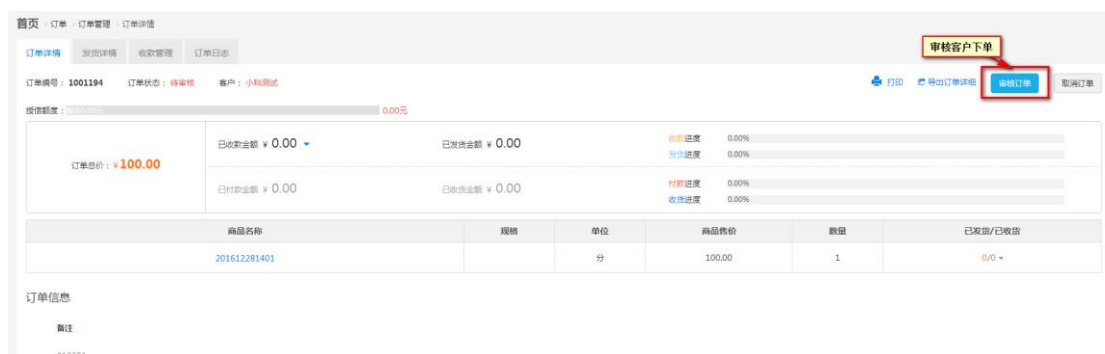 首页 > 订单 > 订单管理 > 订单详情
订单详情 发货详情 收款管理 订单日志
审核客户下单
订单编号：1001194 订单状态：待审核 客户：小科测试
打印 导出订单详细 审核订单 取消订单
授信额度： 0.00元
订单总价：¥100.00
已收款金额 ¥ 0.00 已发货金额 ¥ 0.00
收款进度 0.00%
发货进度 0.00%
已付款金额 ¥ 0.00 已收货金额 ¥ 0.00
付款进度 0.00%
收货进度 0.00%
商品名称 规格 单位 商品售价 数量 已发货/已收货
201612281401 分 100.00 1 0/0
订单信息
备注